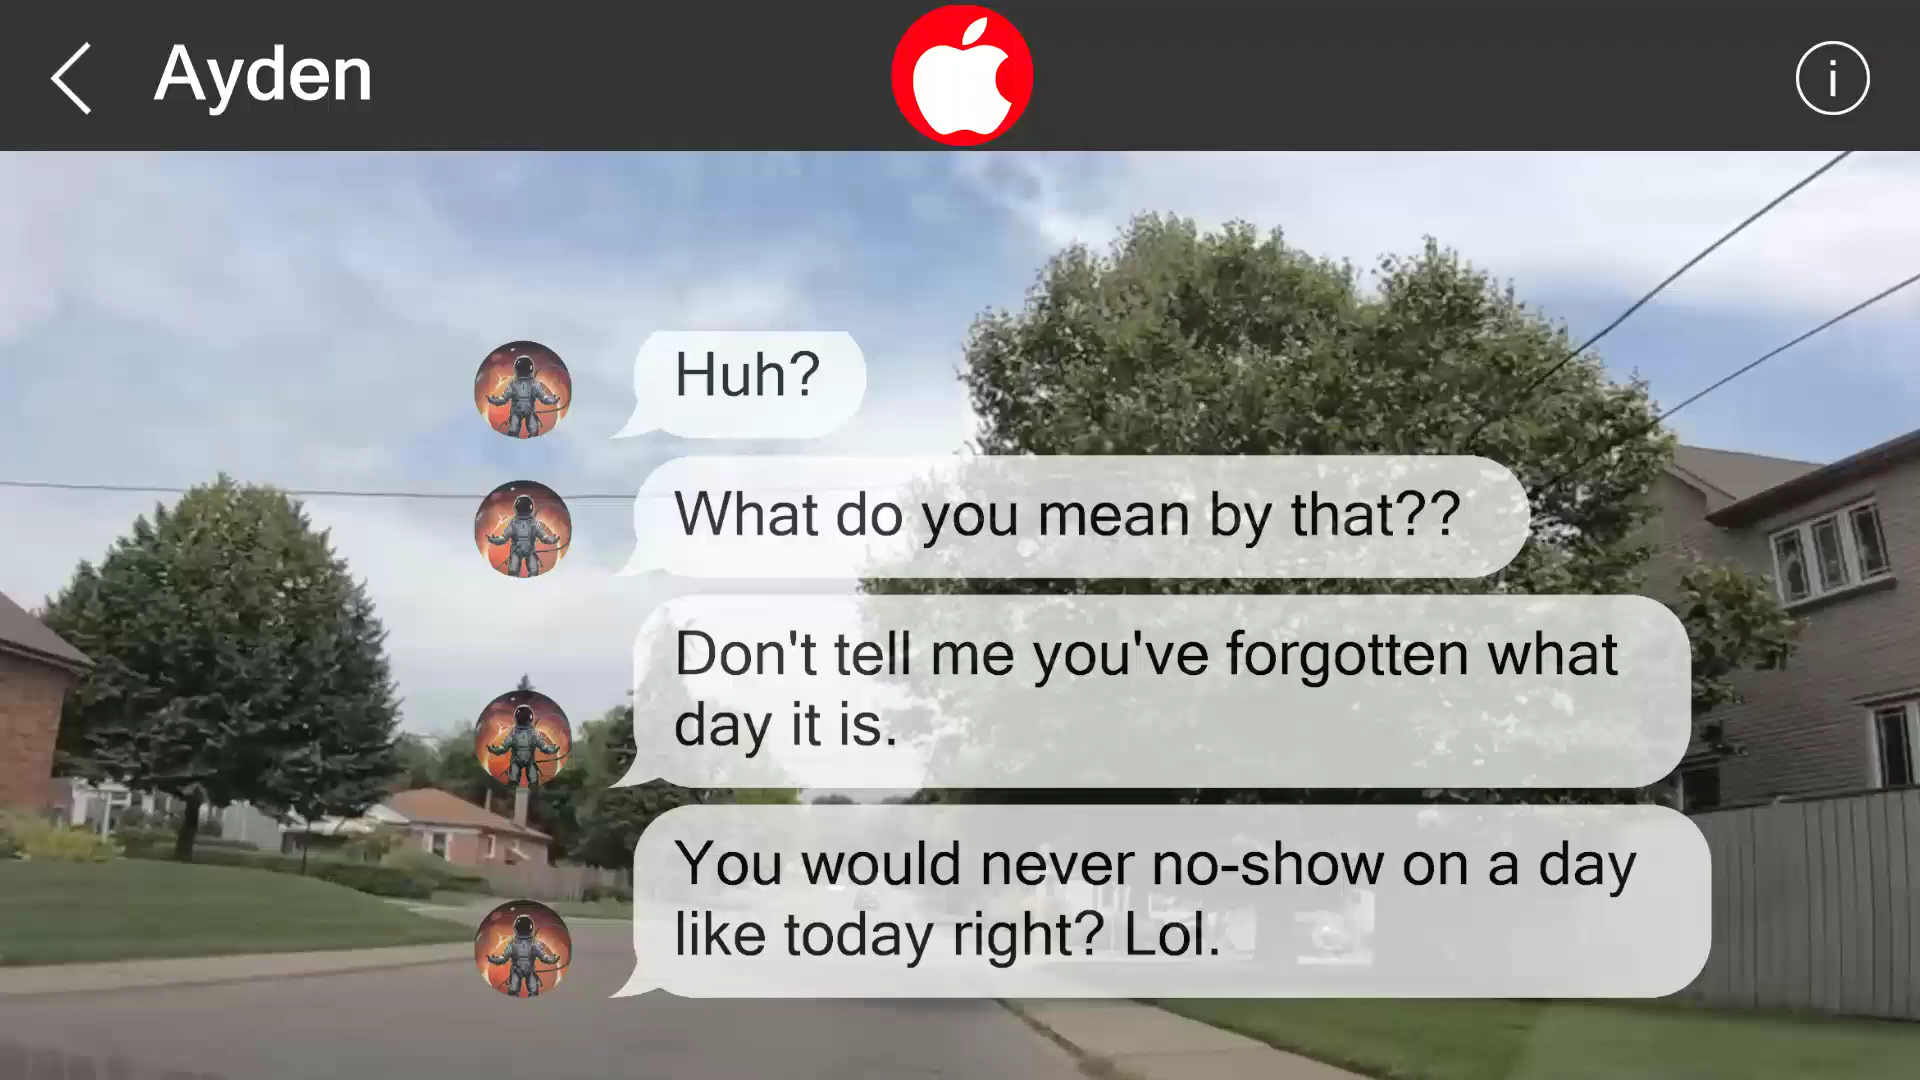 Ayden
Huh?
What do you mean by that??
Don't tell me you've forgotten what
day it is.
You would never no-show on a day
like today right? Lol.